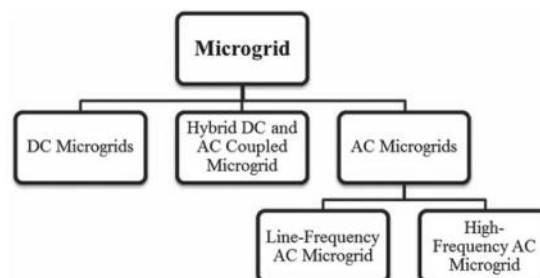 Microgrid
DC Microgrids
Hybrid DC and
AC Coupled
Microgrid
AC Microgrids
Line-Frequency
AC Microgrid
High-
Frequency AC
Microgrid